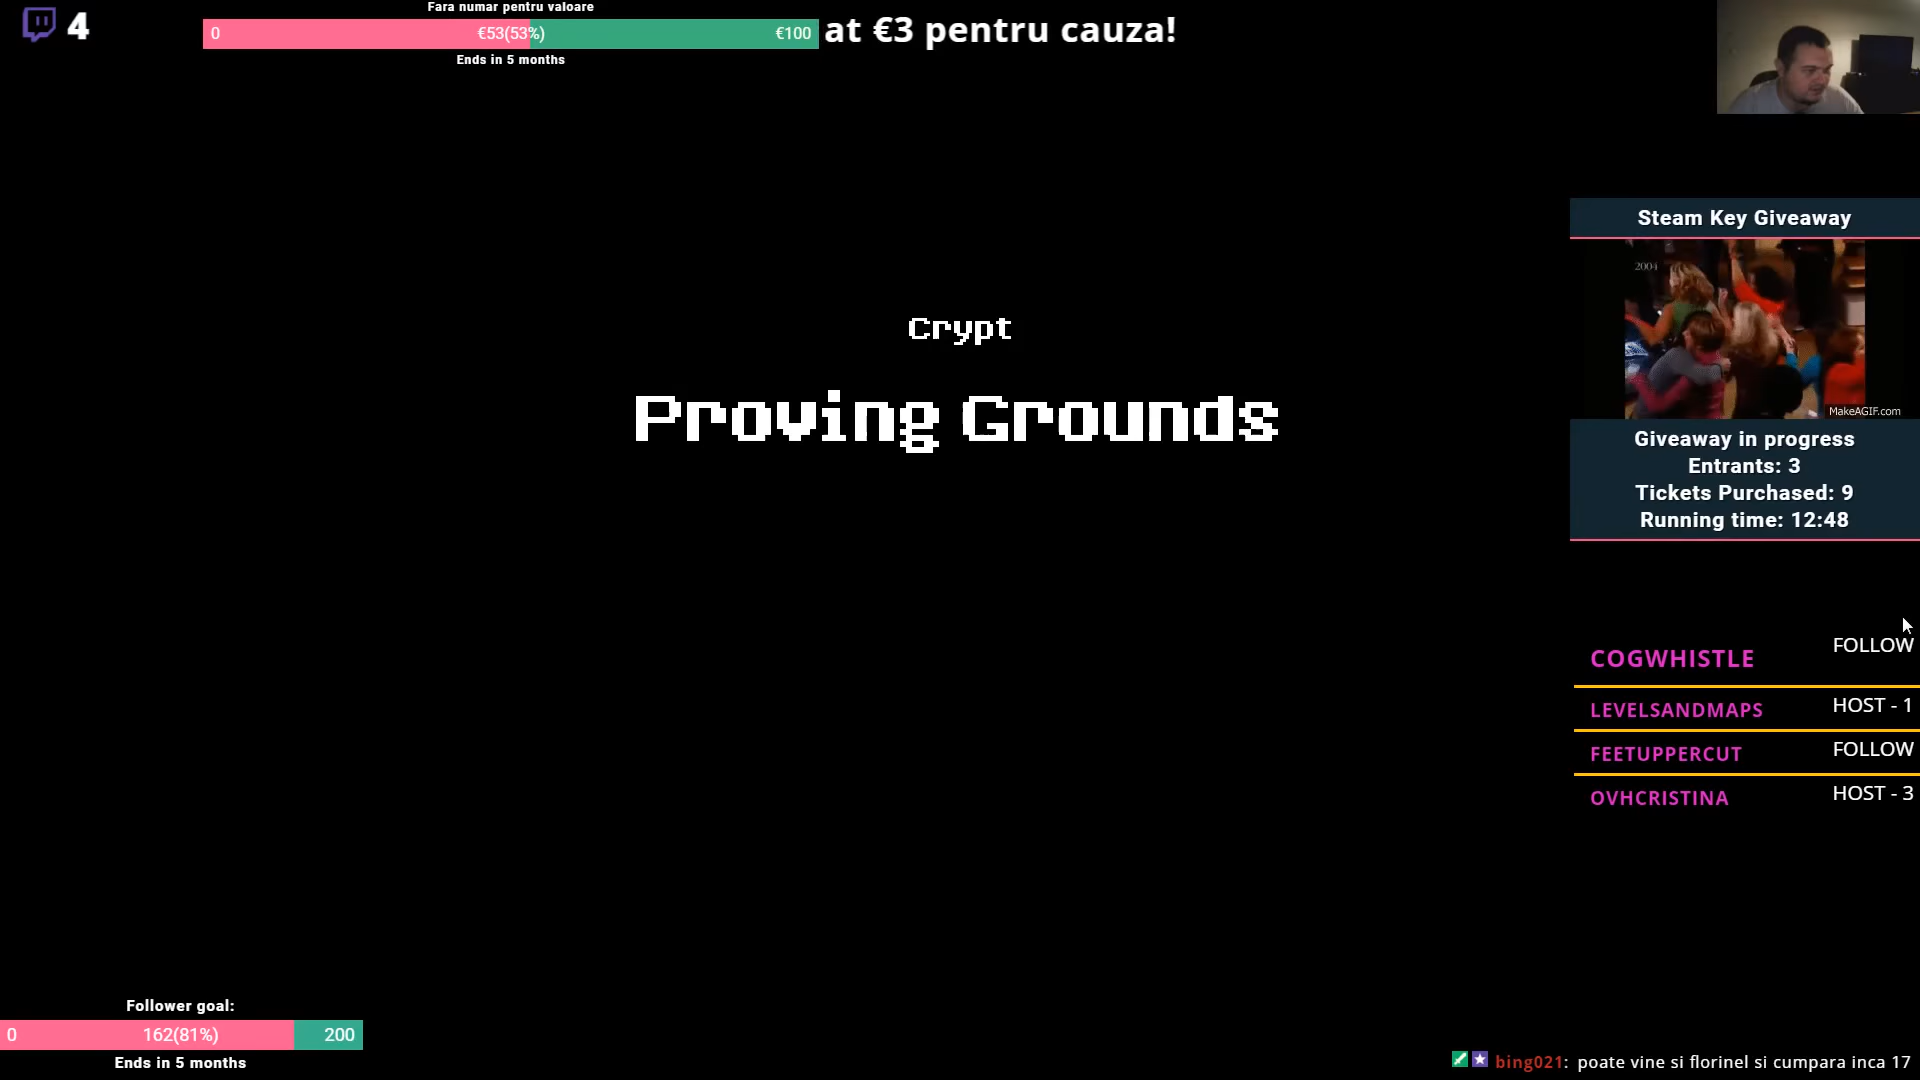 4
Fara numar pentru valoare
0 €53(53%) €100
Ends in 5 months
at €3 pentru cauza!
Steam Key Giveaway
2004
MakeAGIF.com
Giveaway in progress
Entrants: 3
Tickets Purchased: 9
Running time: 12:48
Crypt
Proving Grounds
COGWHISTLE FOLLOW
LEVELSANDMAPS HOST - 1
FEETUPPERCUT FOLLOW
OVHCRISTINA HOST - 3
Follower goal:
0 162(81%) 200
Ends in 5 months
bing021: poate vine si florinel si cumpara inca 17